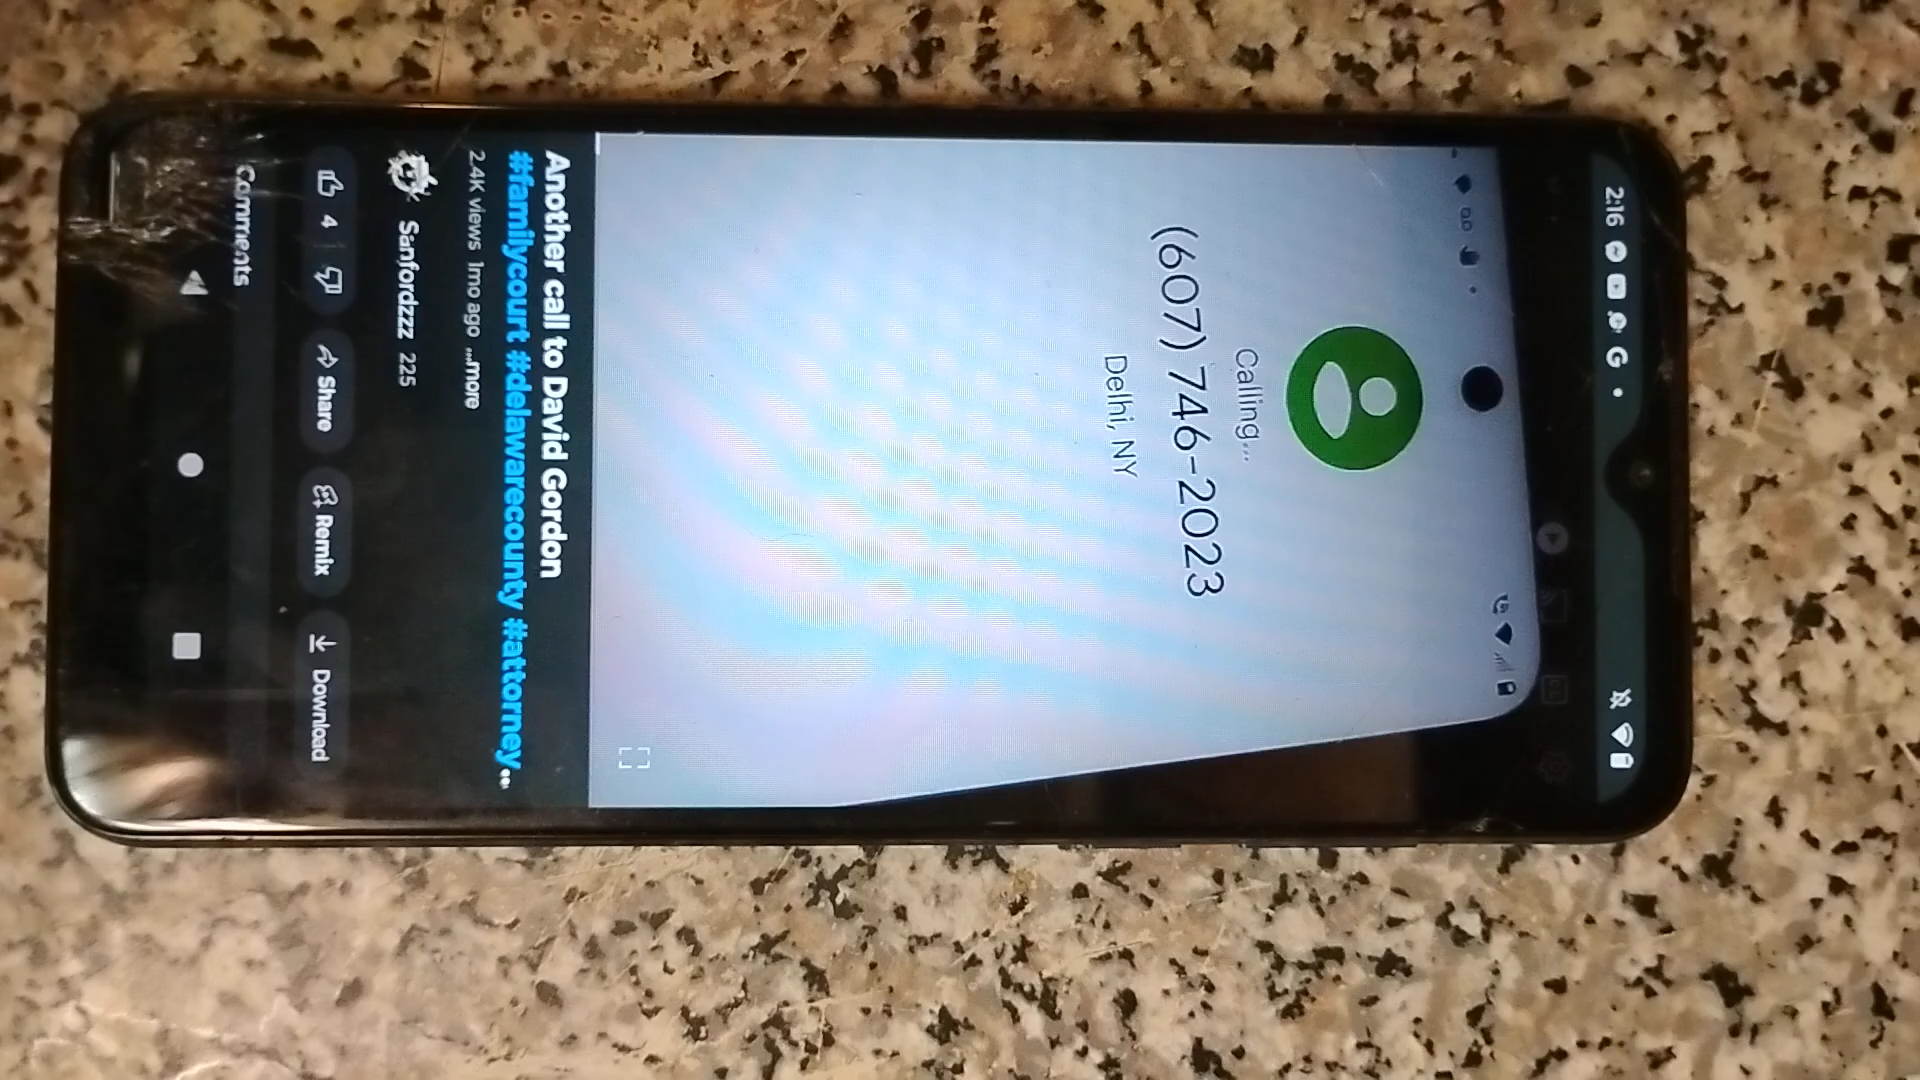 2:16
G
Calling...
(607) 746-2023
Delhi, NY
Another call to David Gordon
#familycourt #delawarecounty #attorney...
2.4K views 1mo ago ...more
Sanfordzzz 225
4 Share Remix Download
Comments